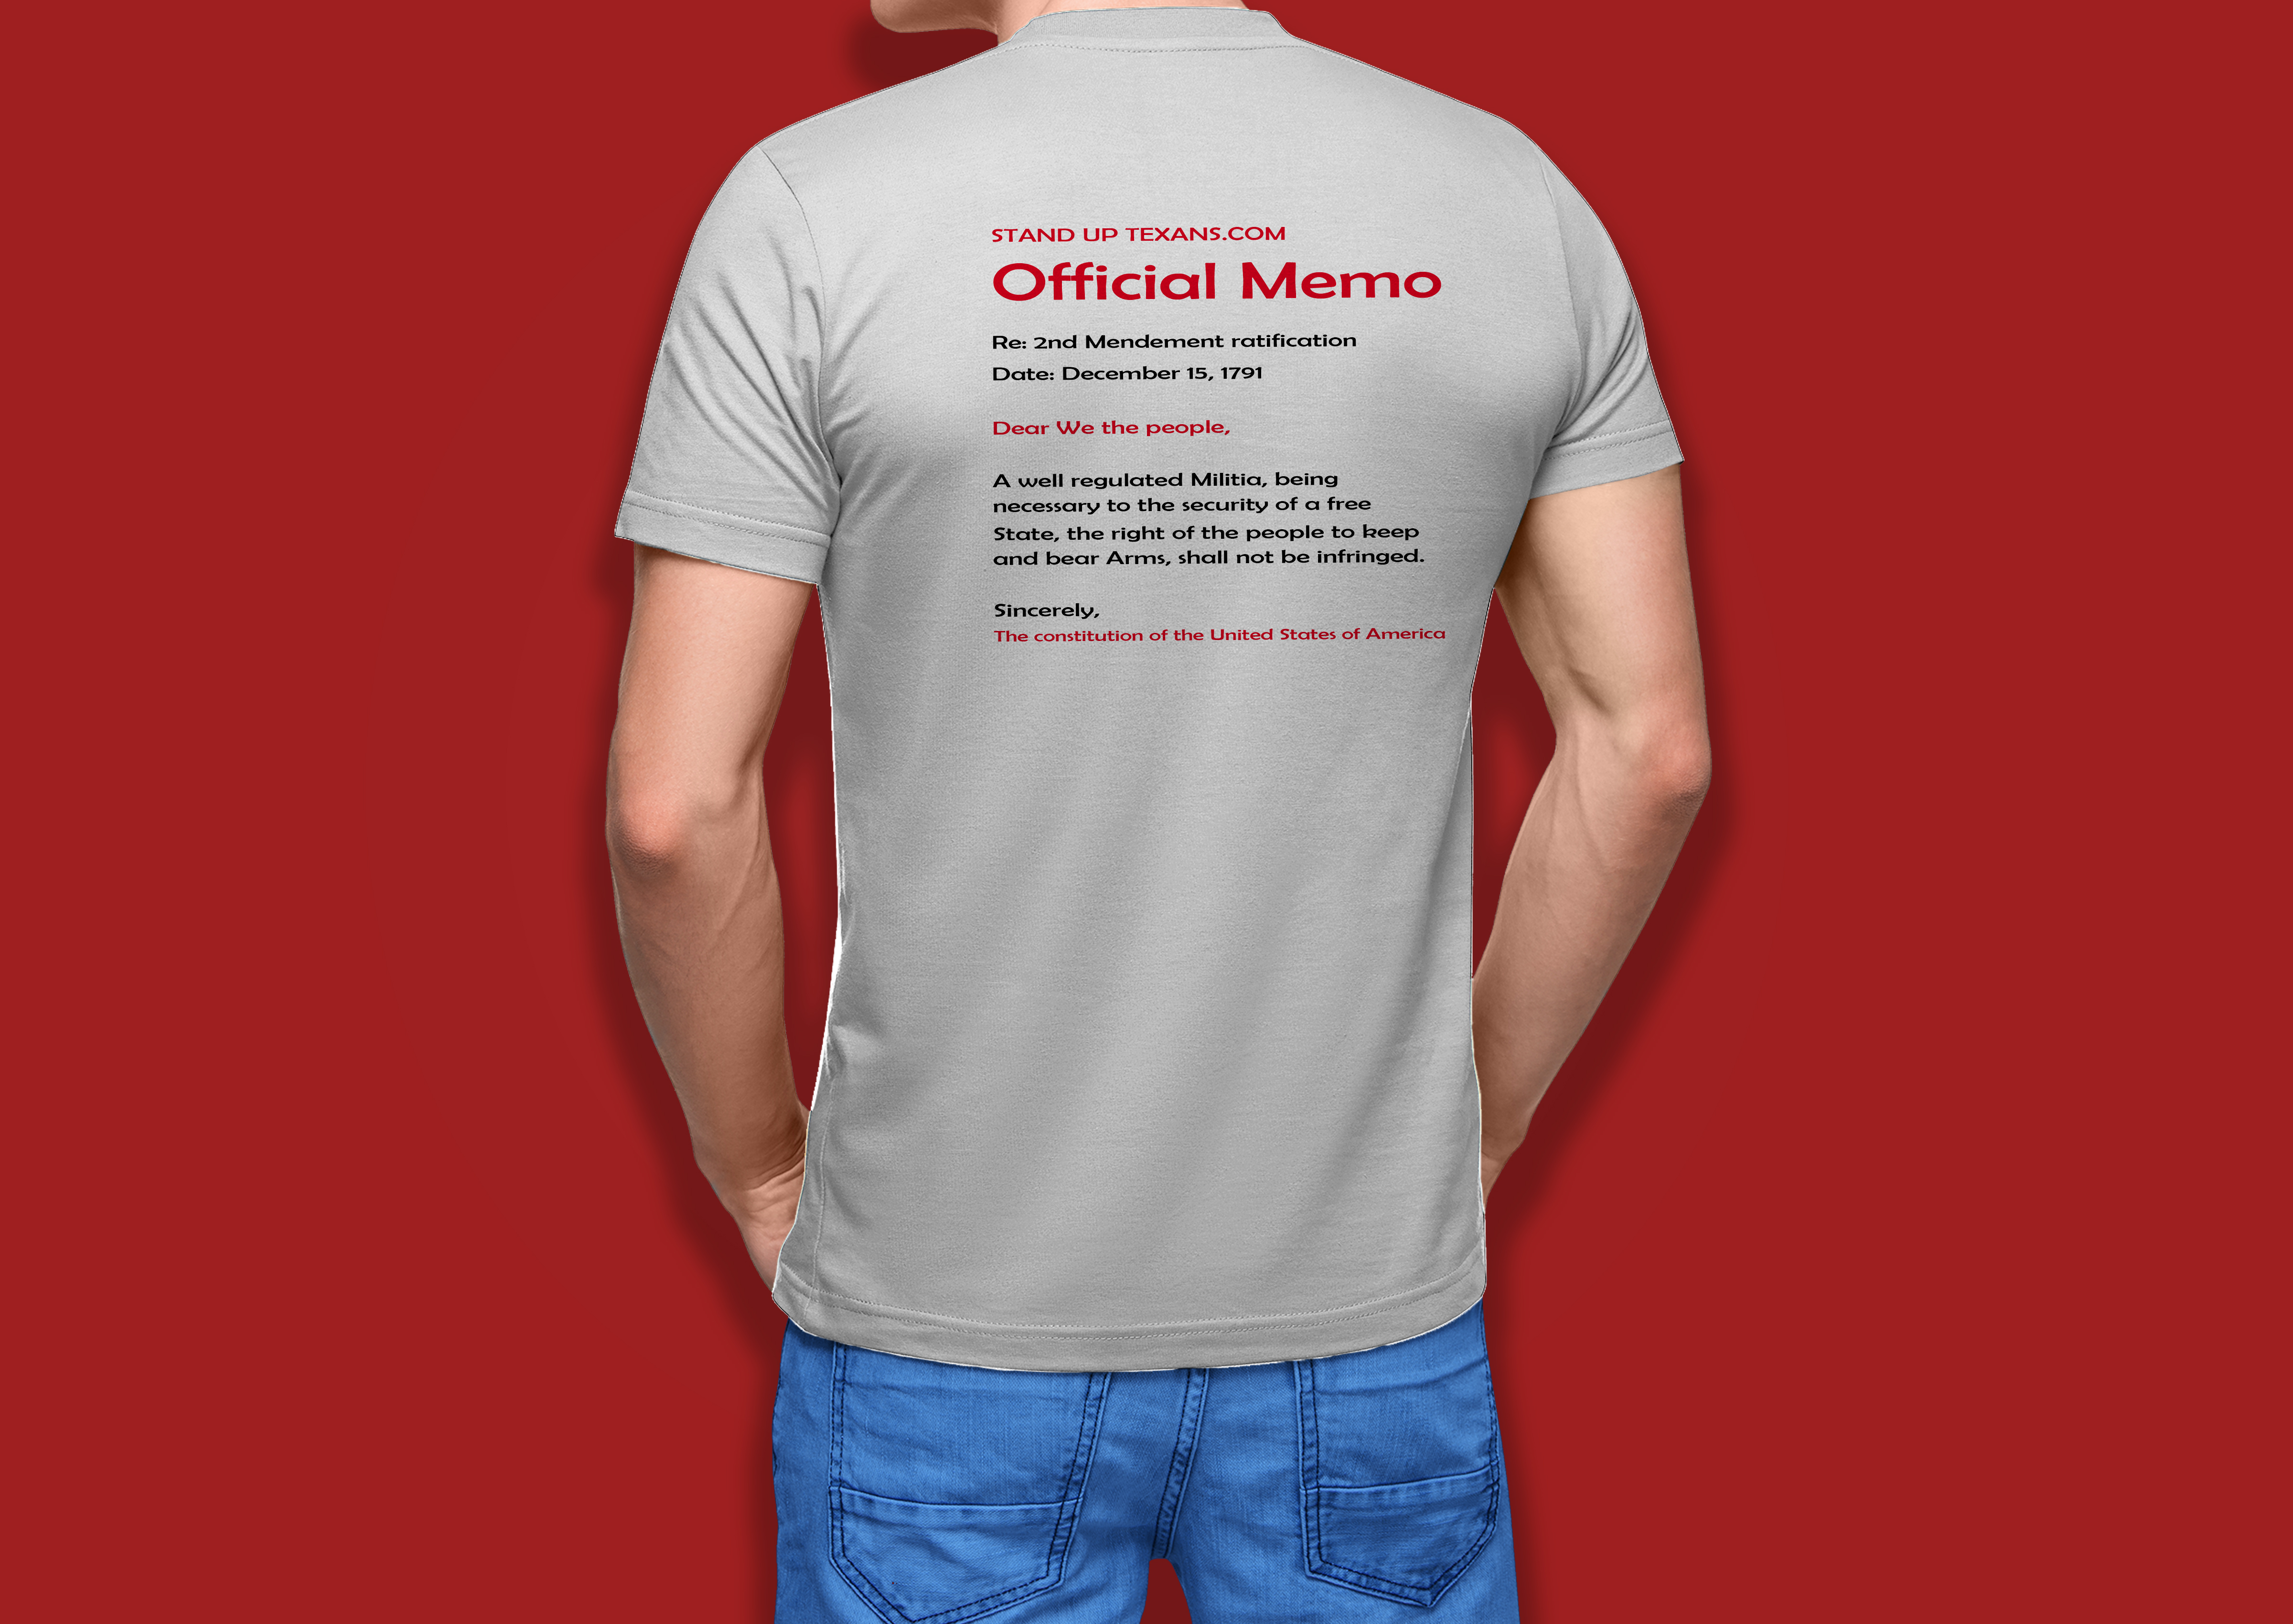 STAND UP TEXANS.COM
Official Memo
Re: 2nd Mendement ratification
Date: December 15, 1791
Dear We the people,
A well regulated Militia, being
necessary to the security of a free
State, the right of the people to keep
and bear Arms, shall not be infringed.
Sincerely,
The constitution of the United States of America